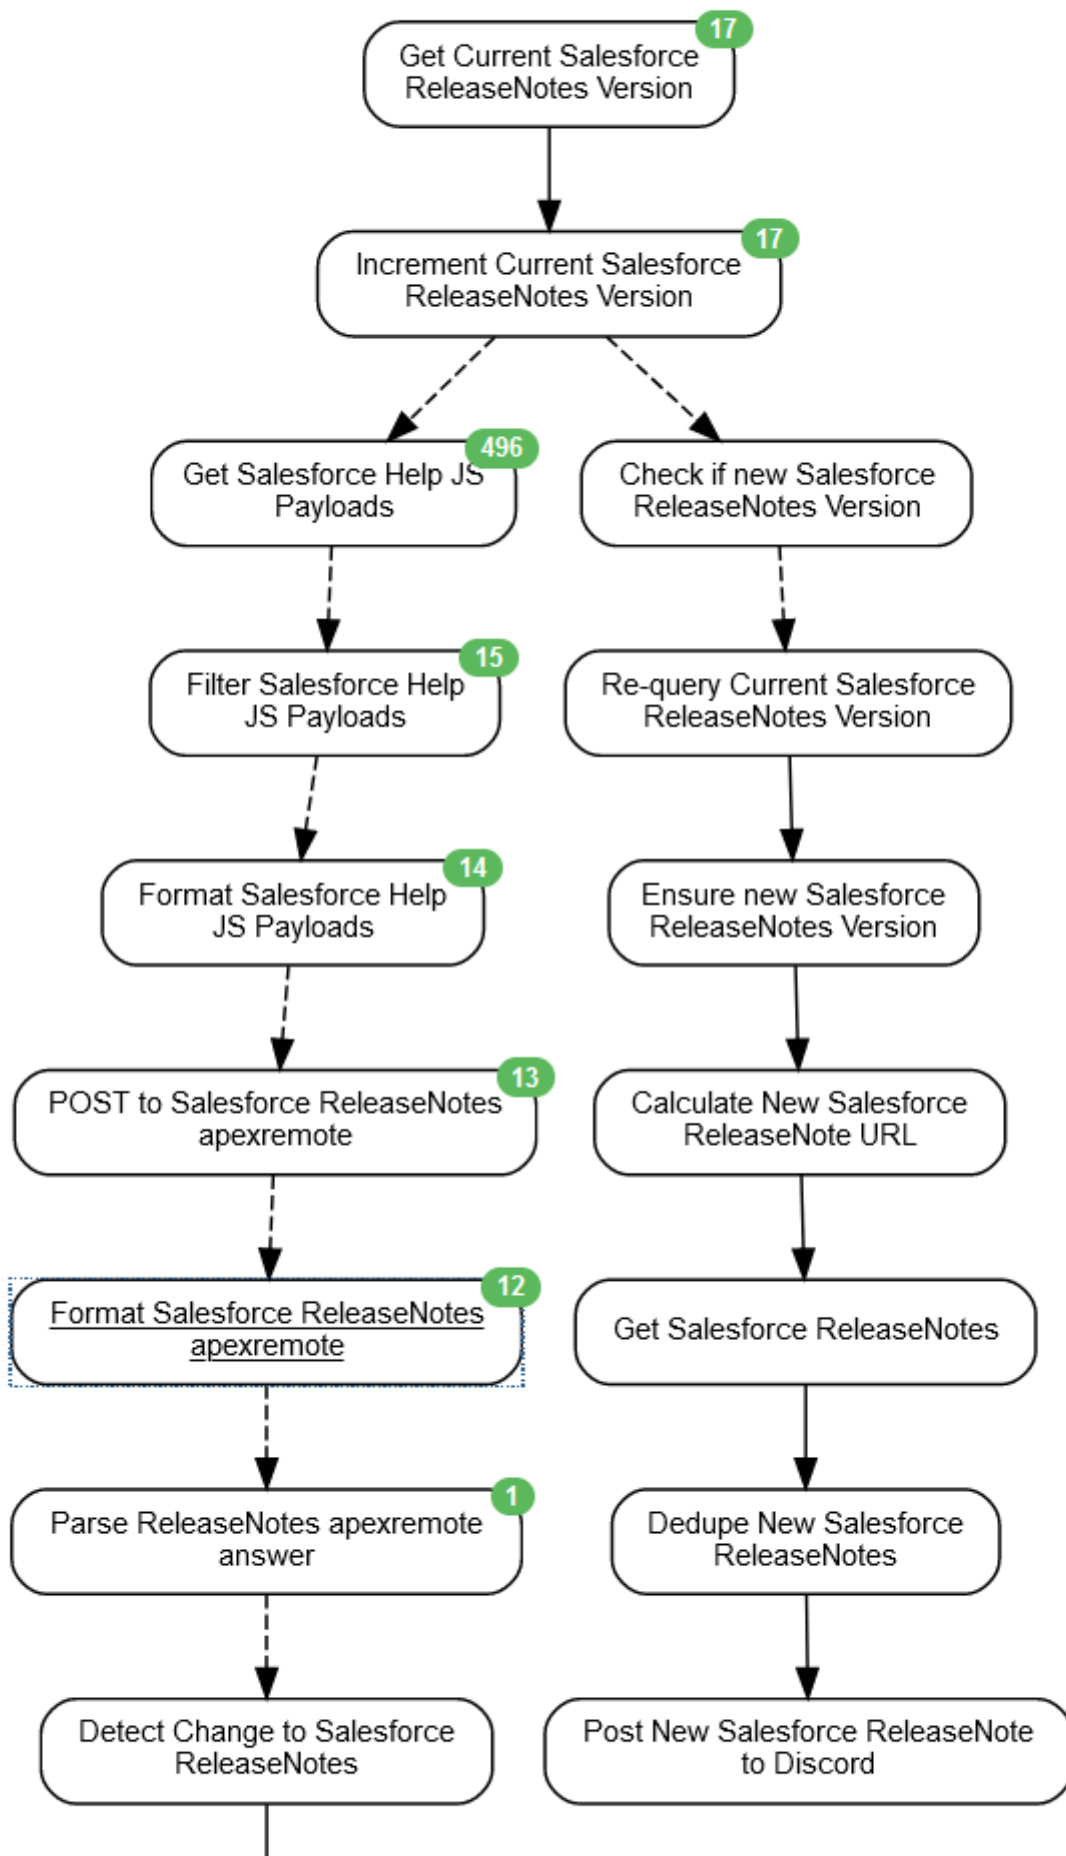 17
Get Current Salesforce
ReleaseNotes Version
17
Increment Current Salesforce
ReleaseNotes Version
496
Get Salesforce Help JS
Payloads
Check if new Salesforce
ReleaseNotes Version
15
Filter Salesforce Help
JS Payloads
Re-query Current Salesforce
ReleaseNotes Version
14
Format Salesforce Help
JS Payloads
Ensure new Salesforce
ReleaseNotes Version
13
POST to Salesforce ReleaseNotes
apexremote
Calculate New Salesforce
ReleaseNote URL
12
Format Salesforce ReleaseNotes
apexremote
Get Salesforce ReleaseNotes
1
Parse ReleaseNotes apexremote
answer
Dedupe New Salesforce
ReleaseNotes
Detect Change to Salesforce
ReleaseNotes
Post New Salesforce ReleaseNote
to Discord